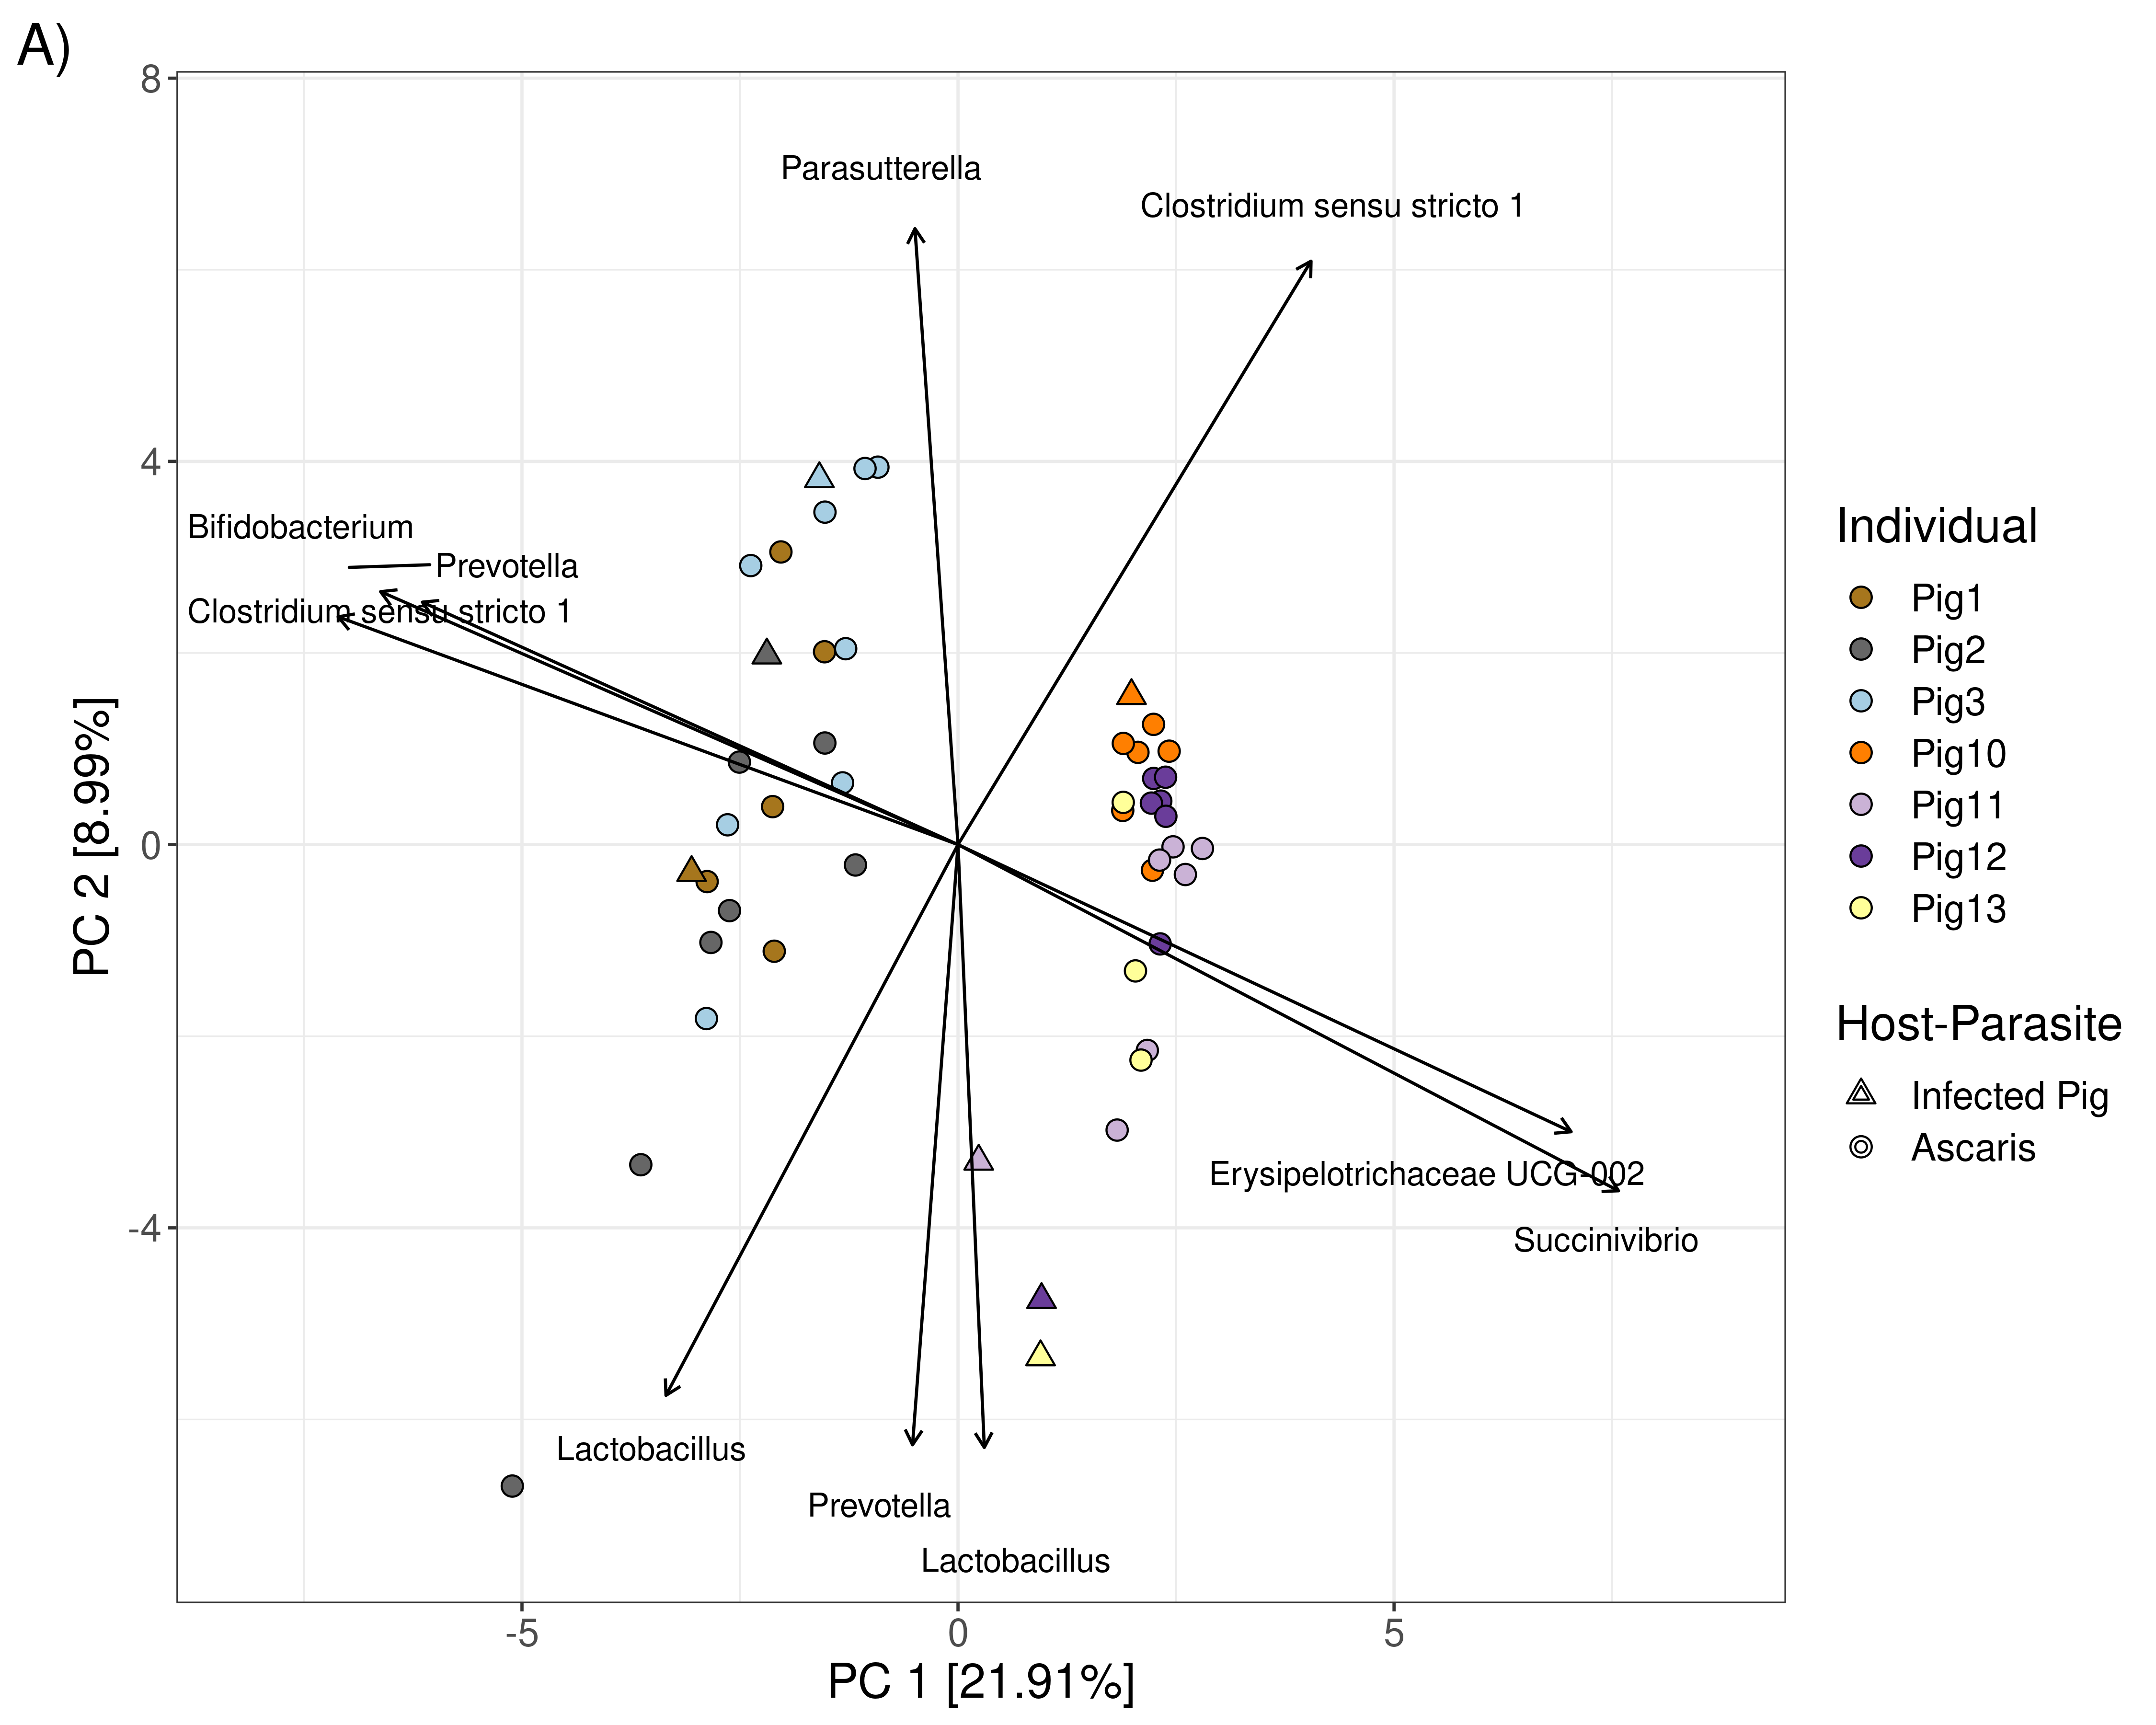 A)
8
4
0
-4
PC 2 [8.99%]
Parasutterella
Clostridium sensu stricto 1
Bifidobacterium
Prevotella
Clostridium sensu stricto 1
Erysipelotrichaceae UCG-002
Succinivibrio
Lactobacillus
Prevotella
Lactobacillus
-5
0
5
PC 1 [21.91%]
Individual
Pig1
Pig2
Pig3
Pig10
Pig11
Pig12
Pig13
Host-Parasite
Infected Pig
Ascaris